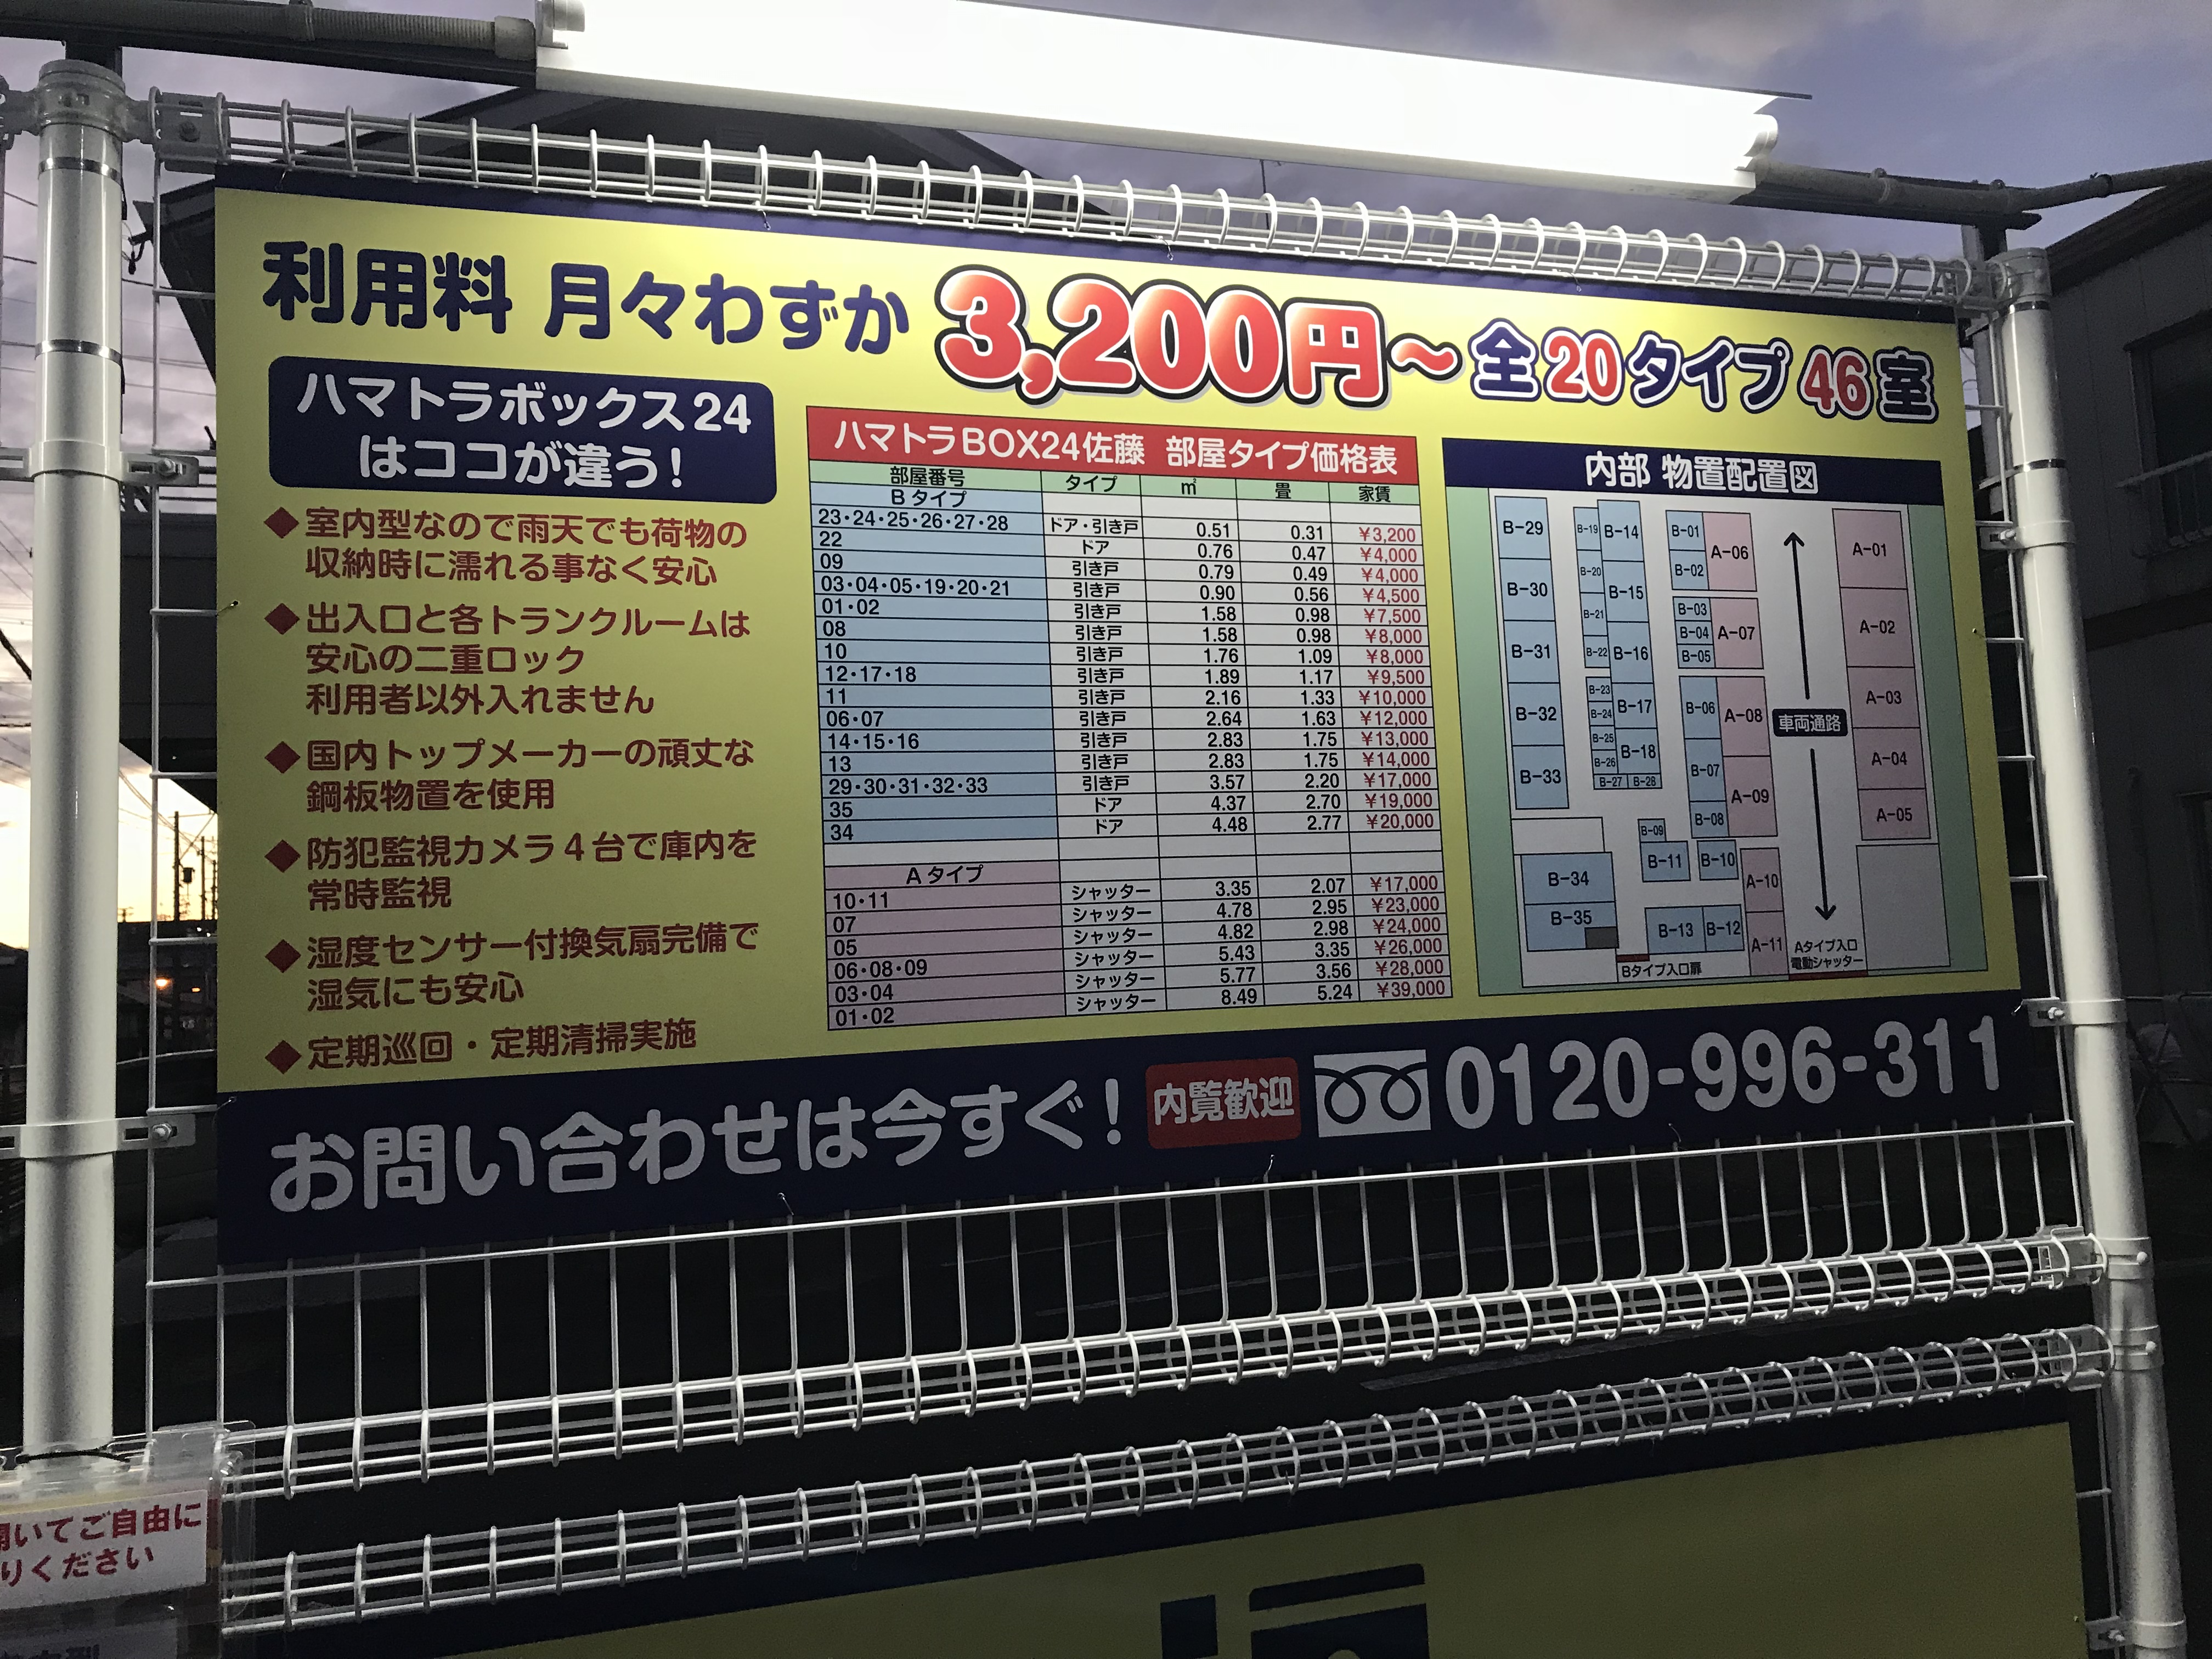 利用料 月々わずか 3,200円～全20タイプ46室
ハマトラボックス24
はココが違う！
◆室内型なので雨天でも荷物の
収納時に濡れる事なく安心
◆出入口と各トランクルームは
安心の二重ロック
利用者以外入れません
◆国内トップメーカーの頑丈な
鋼板物置を使用
◆防犯監視カメラ4台で庫内を
常時監視
◆湿度センサー付換気扇完備で
湿気にも安心
◆定期巡回・定期清掃実施
ハマトラBOX24佐藤 部屋タイプ価格表
部屋番号 タイプ ㎡ 畳 家賃
Bタイプ
23・24・25・26・27・28 ドア・引き戸 0.51 0.31 ¥3,200
22 ドア 0.76 0.47 ¥4,000
09 引き戸 0.79 0.49 ¥4,000
03・04・05・19・20・21 引き戸 0.90 0.56 ¥4,500
01・02 引き戸 1.58 0.98 ¥7,500
08 引き戸 1.58 0.98 ¥8,000
10 引き戸 1.76 1.09 ¥8,000
12・17・18 引き戸 1.89 1.17 ¥9,500
11 引き戸 2.16 1.33 ¥10,000
06・07 引き戸 2.64 1.63 ¥12,000
14・15・16 引き戸 2.83 1.75 ¥13,000
13 引き戸 2.83 1.75 ¥14,000
29・30・31・32・33 引き戸 3.57 2.20 ¥17,000
35 ドア 4.37 2.70 ¥19,000
34 ドア 4.48 2.77 ¥20,000
Aタイプ
10・11 シャッター 3.35 2.07 ¥17,000
07 シャッター 4.78 2.95 ¥23,000
05 シャッター 4.82 2.98 ¥24,000
06・08・09 シャッター 5.43 3.35 ¥26,000
03・04 シャッター 5.77 3.56 ¥28,000
01・02 シャッター 8.49 5.24 ¥39,000
内部 物置配置図
B-29
B-30
B-31
B-32
B-33
B-34
B-35
B-19
B-20
B-21
B-22
B-23
B-24
B-25
B-26
B-27 B-28
B-14
B-15
B-16
B-17
B-18
B-01
B-02
B-03
B-04
B-05
B-06
B-07
B-08
B-09
B-11 B-10
B-13 B-12
A-06
A-07
A-08
A-09
A-10
A-11
車両通路
A-01
A-02
A-03
A-04
A-05
Bタイプ入口扉
Aタイプ入口
電動シャッター
お問い合わせは今すぐ！ 内覧歓迎 0120-996-311
開いてご自由に
りください